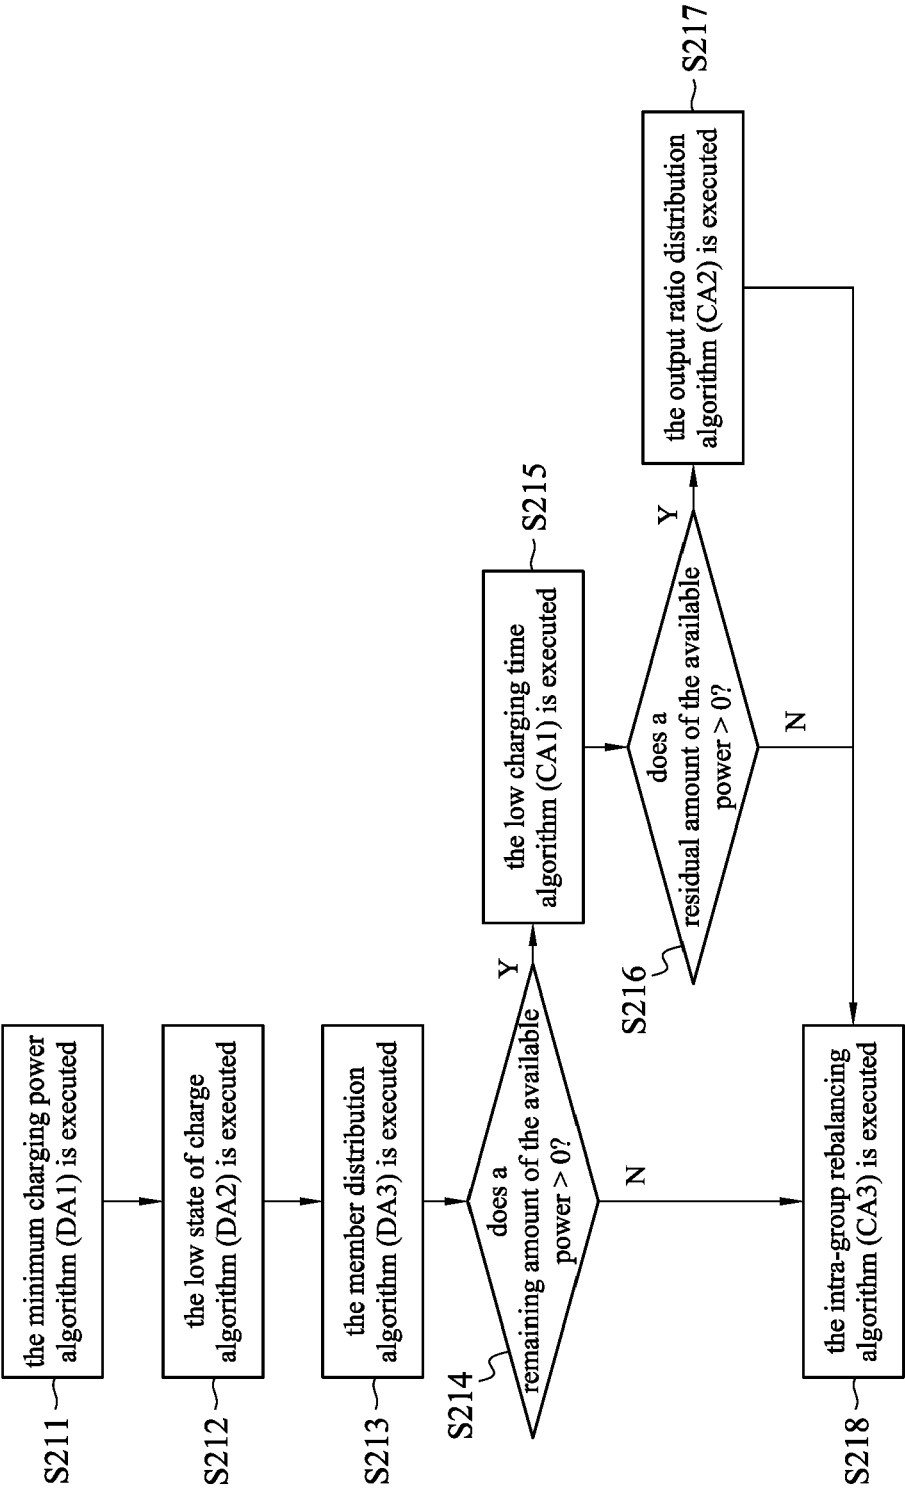 S211
the minimum charging power
algorithm (DA1) is executed
S212
the low state of charge
algorithm (DA2) is executed
S213
the member distribution
algorithm (DA3) is executed
S214
does a
remaining amount of the available
power > 0?
Y
N
S215
the low charging time
algorithm (CA1) is executed
S216
does a
residual amount of the available
power > 0?
Y
N
S217
the output ratio distribution
algorithm (CA2) is executed
S218
the intra-group rebalancing
algorithm (CA3) is executed